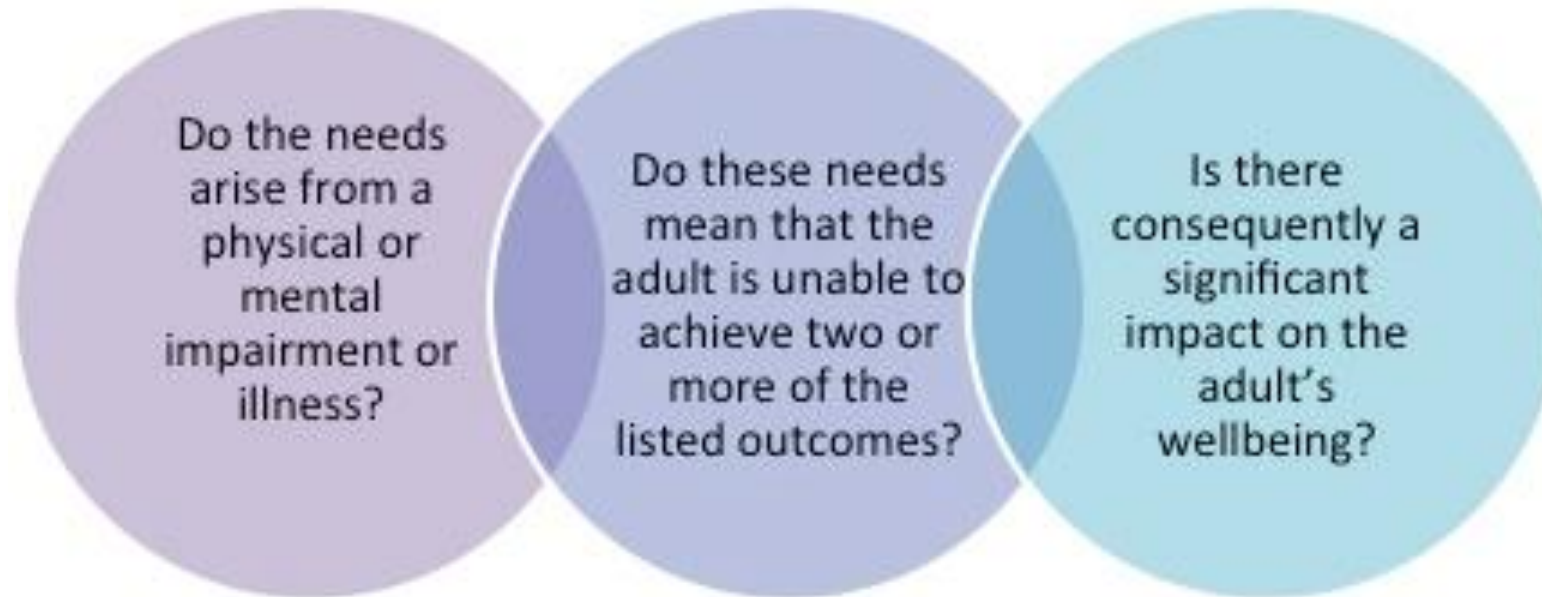 Do the needs
arise from a
physical or
mental
impairment or
illness?
Do these needs
mean that the
adult is unable to
achieve two or
more of the
listed outcomes?
Is there
consequently a
significant
impact on the
adult’s
wellbeing?